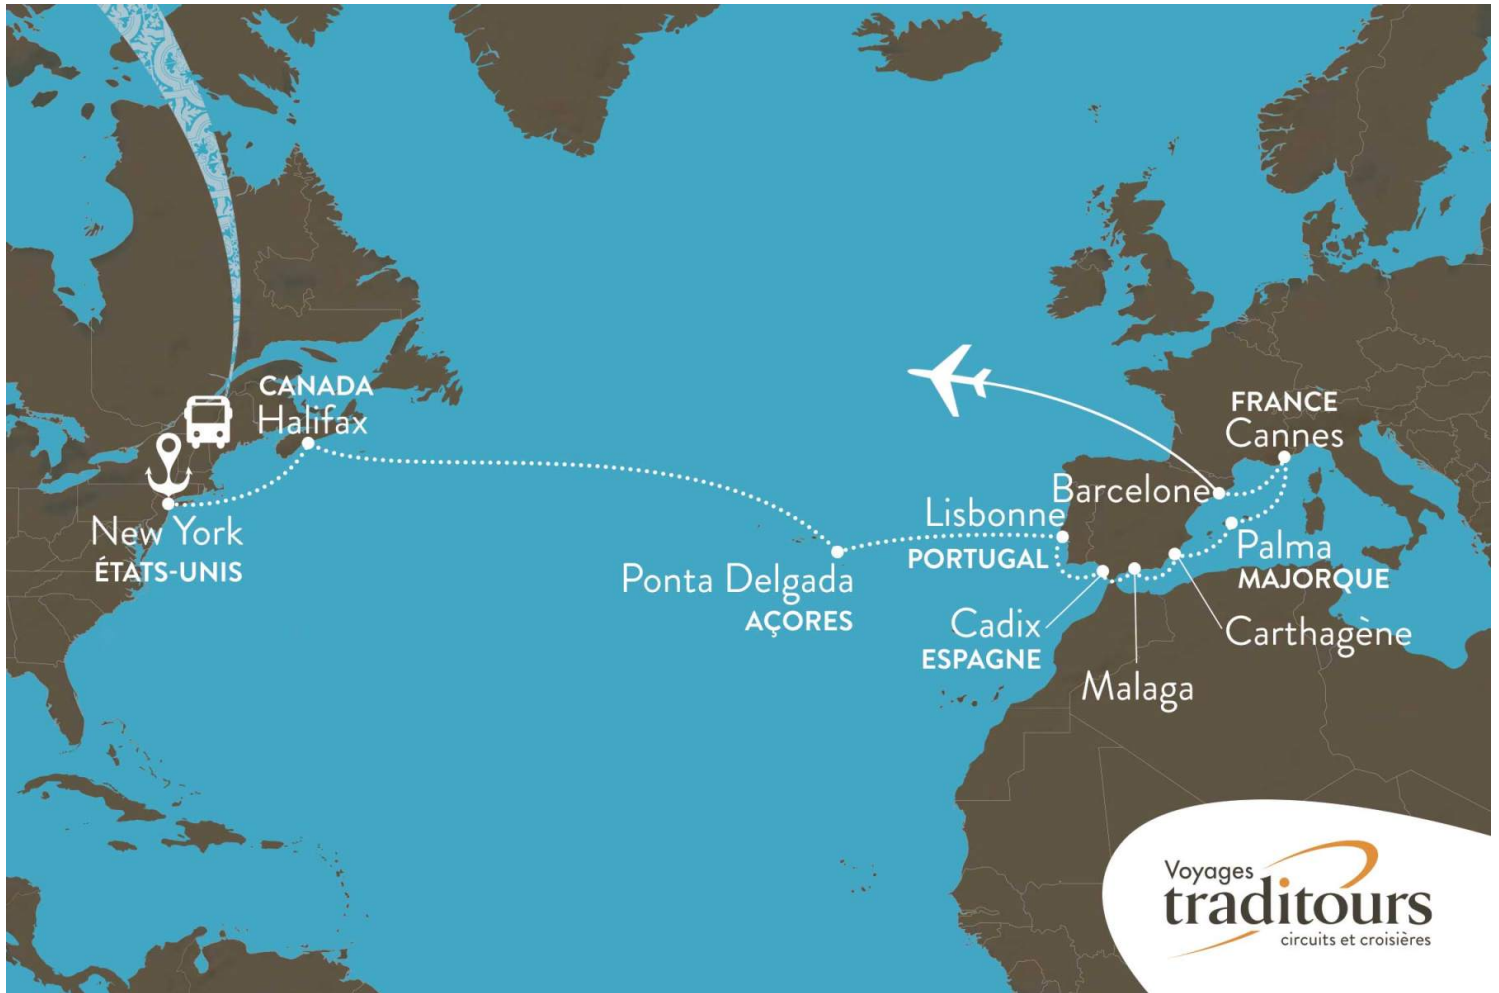 CANADA
Halifax
New York
ÉTATS-UNIS
Ponta Delgada
AÇORES
Lisbonne
PORTUGAL
Cadix
ESPAGNE
Malaga
Carthagène
Palma
MAJORQUE
Barcelone
FRANCE
Cannes
Voyages
traditours
circuits et croisières